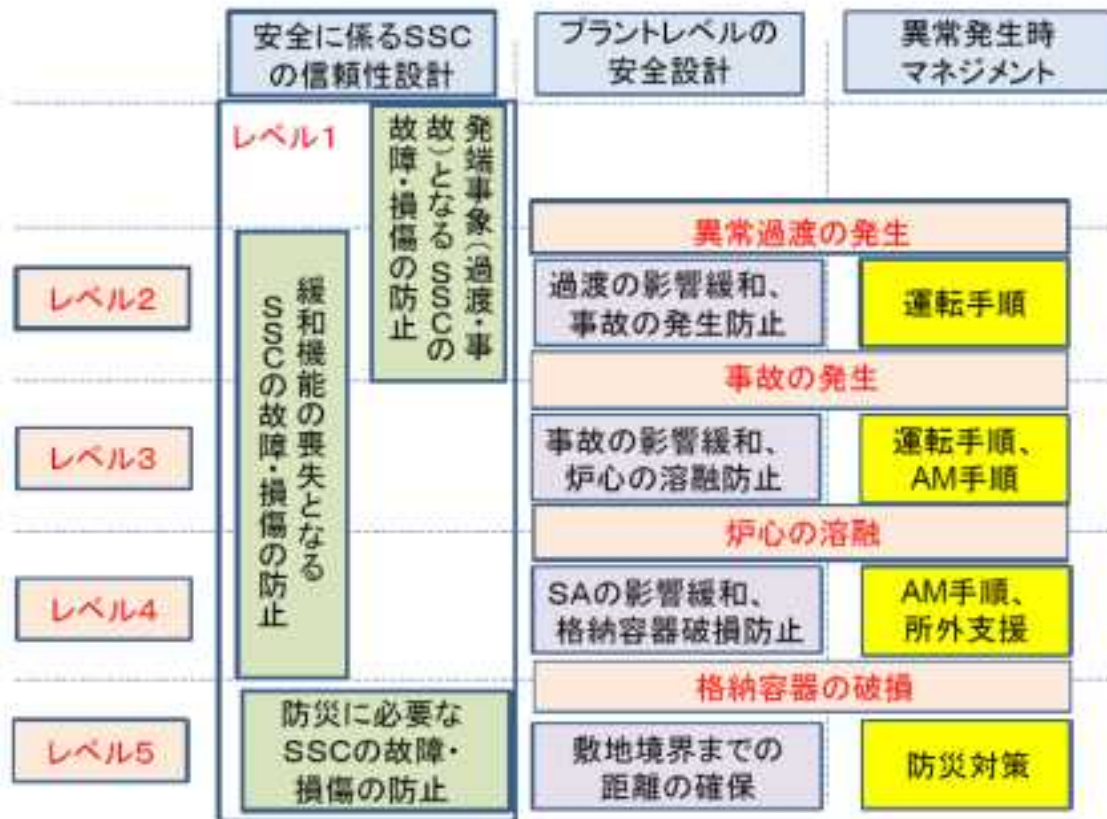 安全に係るSSC
の信頼性設計
プラントレベルの
安全設計
異常発生時
マネジメント
レベル1
発端事象(過渡・事
故)となるSSCの
故障・損傷の防止
異常過渡の発生
レベル2
緩和機能の喪失となる
SSCの故障・損傷の防止
過渡の影響緩和、
事故の発生防止
運転手順
事故の発生
レベル3
事故の影響緩和、
炉心の溶融防止
運転手順、
AM手順
炉心の溶融
レベル4
SAの影響緩和、
格納容器破損防止
AM手順、
所外支援
格納容器の破損
レベル5
防災に必要な
SSCの故障・
損傷の防止
敷地境界までの
距離の確保
防災対策